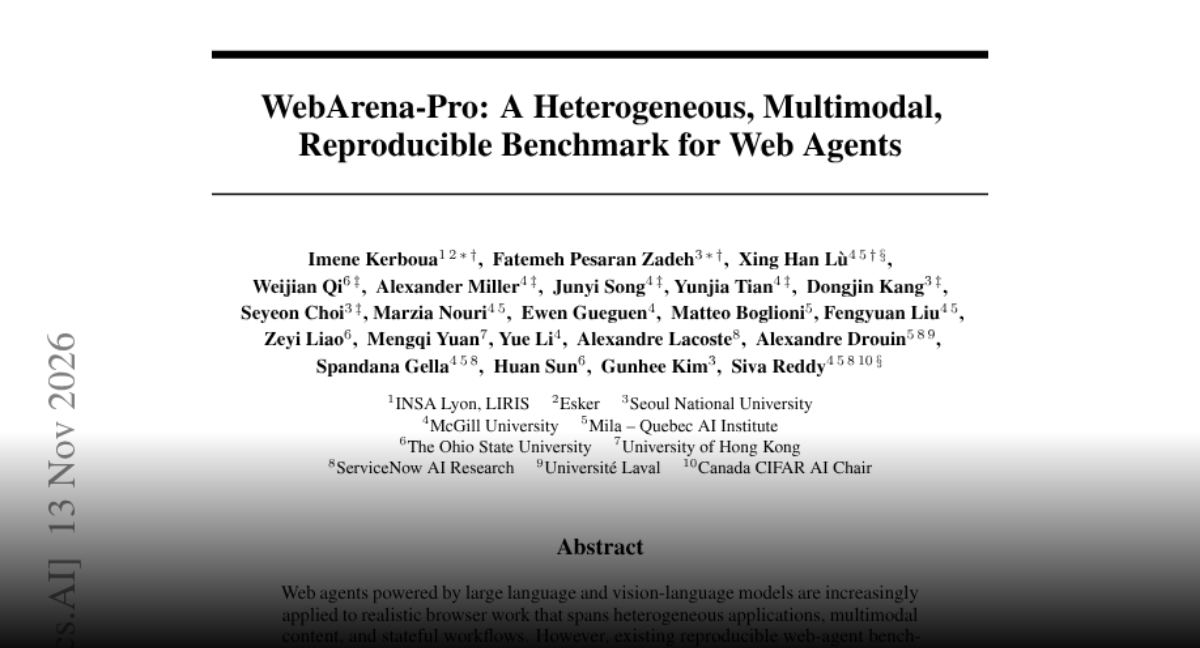 WebArena-Pro: A Heterogeneous, Multimodal,
Reproducible Benchmark for Web Agents
Imene Kerboua¹ ² * †, Fatemeh Pesaran Zadeh³ * †, Xing Han Lù⁴ ⁵ † §,
Weijian Qi⁶ ‡, Alexander Miller⁴ ‡, Junyi Song⁴ ‡, Yunjia Tian⁴ ‡, Dongjin Kang³ ‡,
Seyeon Choi³ ‡, Marzia Nouri⁴ ⁵, Ewen Gueguen⁴, Matteo Boglioni⁵, Fengyuan Liu⁴ ⁵,
Zeyi Liao⁶, Mengqi Yuan⁷, Yue Li⁴, Alexandre Lacoste⁸, Alexandre Drouin⁵ ⁸ ⁹,
Spandana Gella⁴ ⁵ ⁸, Huan Sun⁶, Gunhee Kim³, Siva Reddy⁴ ⁵ ⁸ ¹⁰ §
¹INSA Lyon, LIRIS ²Esker ³Seoul National University
⁴McGill University ⁵Mila – Quebec AI Institute
⁶The Ohio State University ⁷University of Hong Kong
⁸ServiceNow AI Research ⁹Université Laval ¹⁰Canada CIFAR AI Chair
Abstract
Web agents powered by large language and vision-language models are increasingly
applied to realistic browser work that spans heterogeneous applications, multimodal
content, and stateful workflows. However, existing reproducible web-agent bench-
cs.AI] 13 Nov 2026